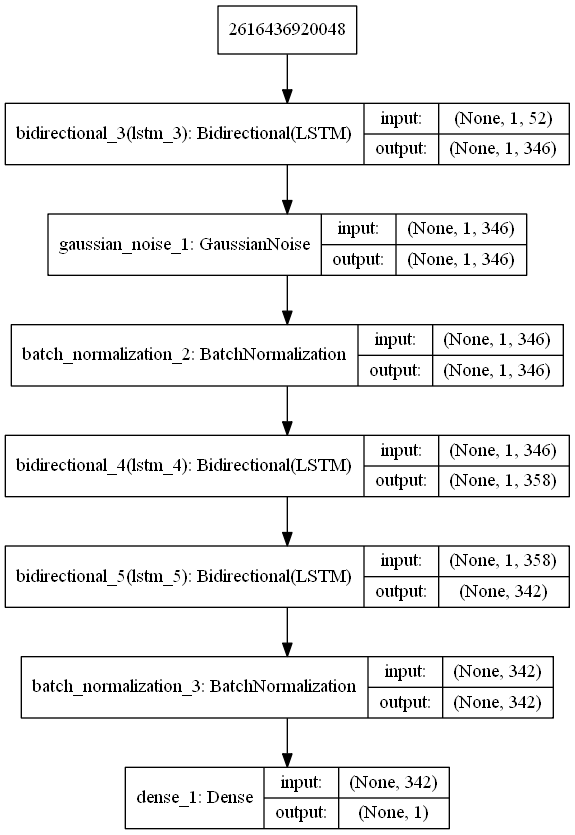 2616436920048
bidirectional_3(lstm_3): Bidirectional(LSTM)
input: (None, 1, 52)
output: (None, 1, 346)
gaussian_noise_1: GaussianNoise
input: (None, 1, 346)
output: (None, 1, 346)
batch_normalization_2: BatchNormalization
input: (None, 1, 346)
output: (None, 1, 346)
bidirectional_4(lstm_4): Bidirectional(LSTM)
input: (None, 1, 346)
output: (None, 1, 358)
bidirectional_5(lstm_5): Bidirectional(LSTM)
input: (None, 1, 358)
output: (None, 342)
batch_normalization_3: BatchNormalization
input: (None, 342)
output: (None, 342)
dense_1: Dense
input: (None, 342)
output: (None, 1)